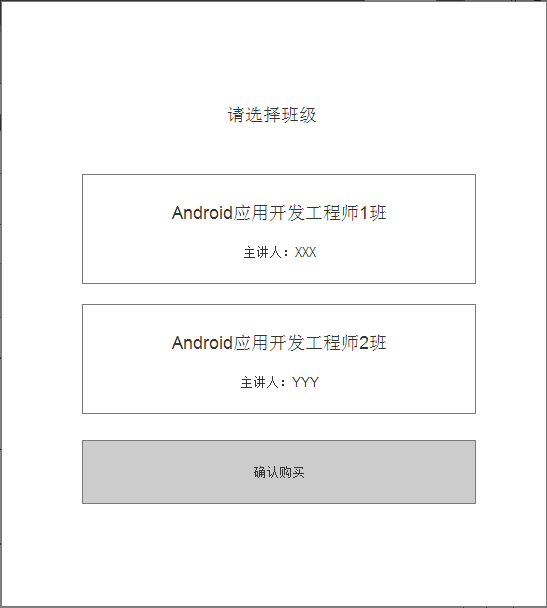 请选择班级
Android应用开发工程师1班
主讲人：XXX
Android应用开发工程师2班
主讲人：YYY
确认购买